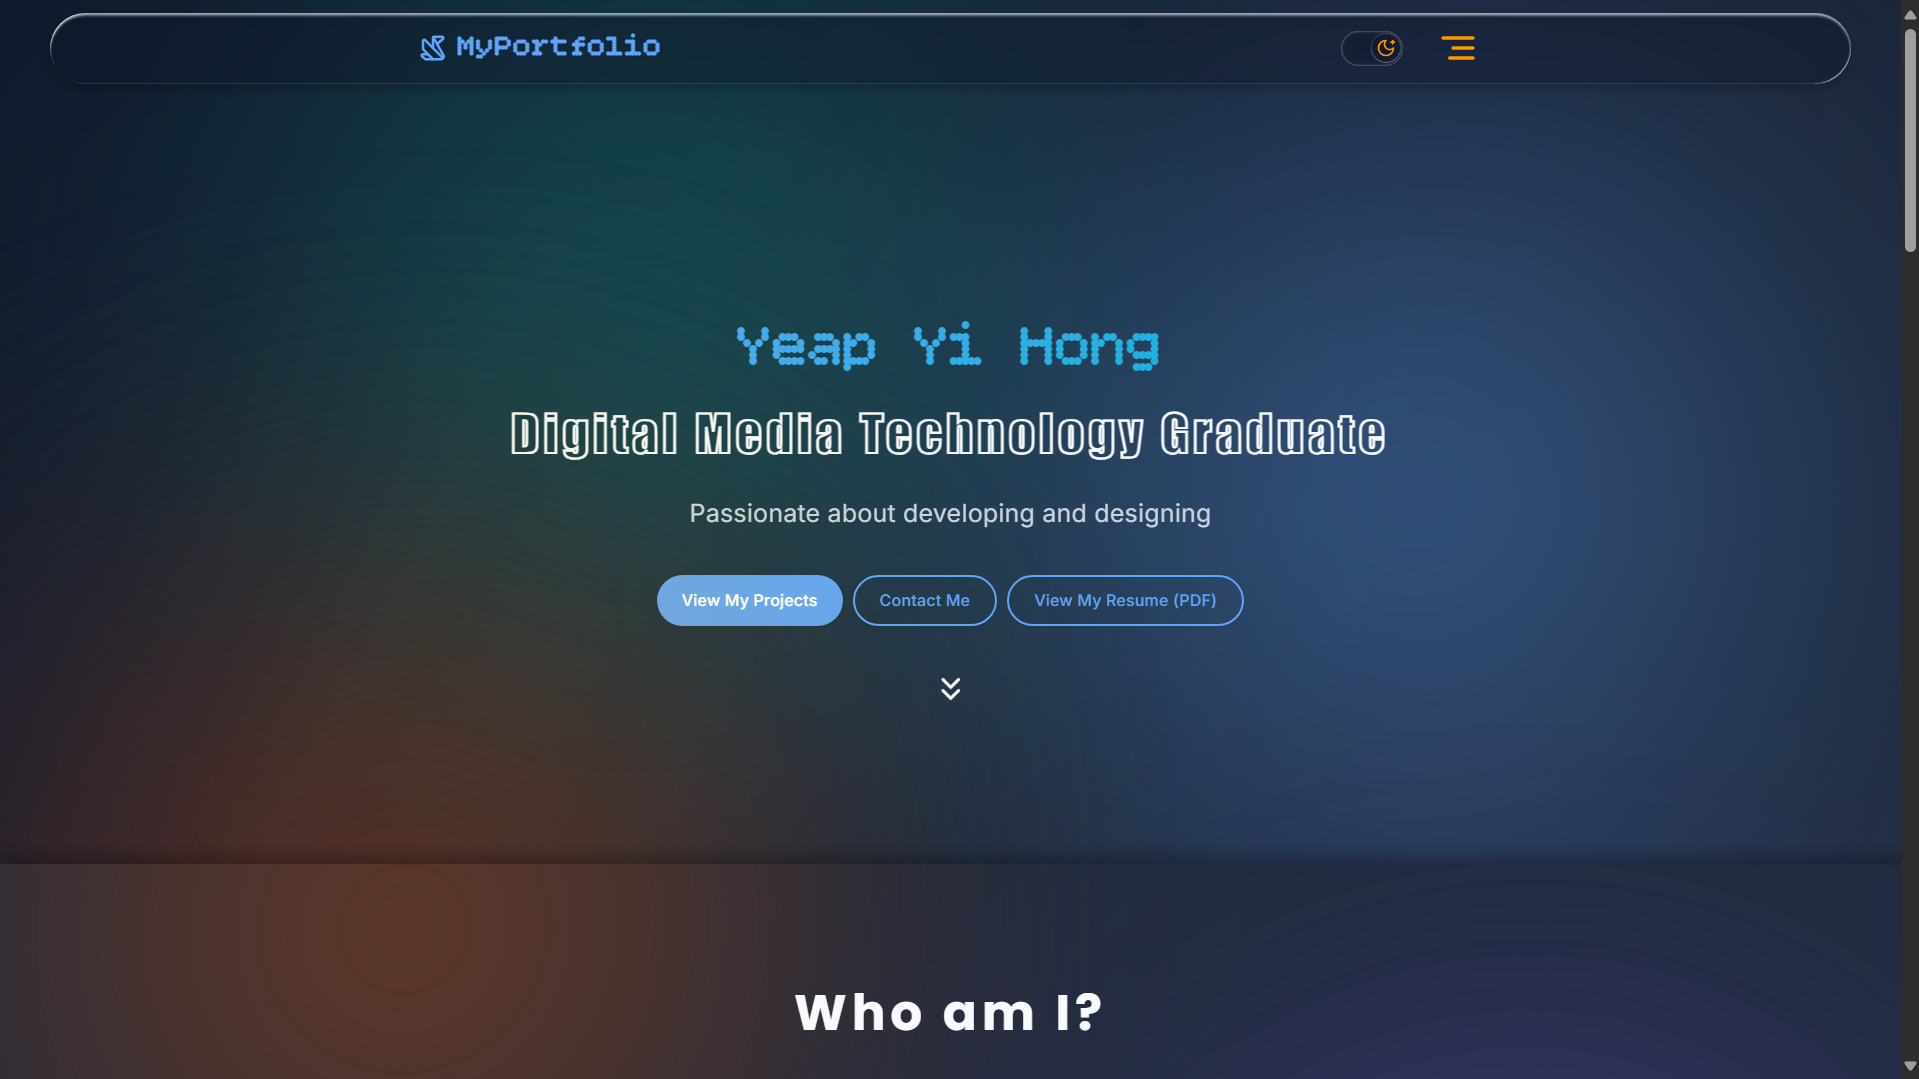 MyPortfolio
Yeap Yi Hong
Digital Media Technology Graduate
Passionate about developing and designing
View My Projects
Contact Me
View My Resume (PDF)
Who am I?